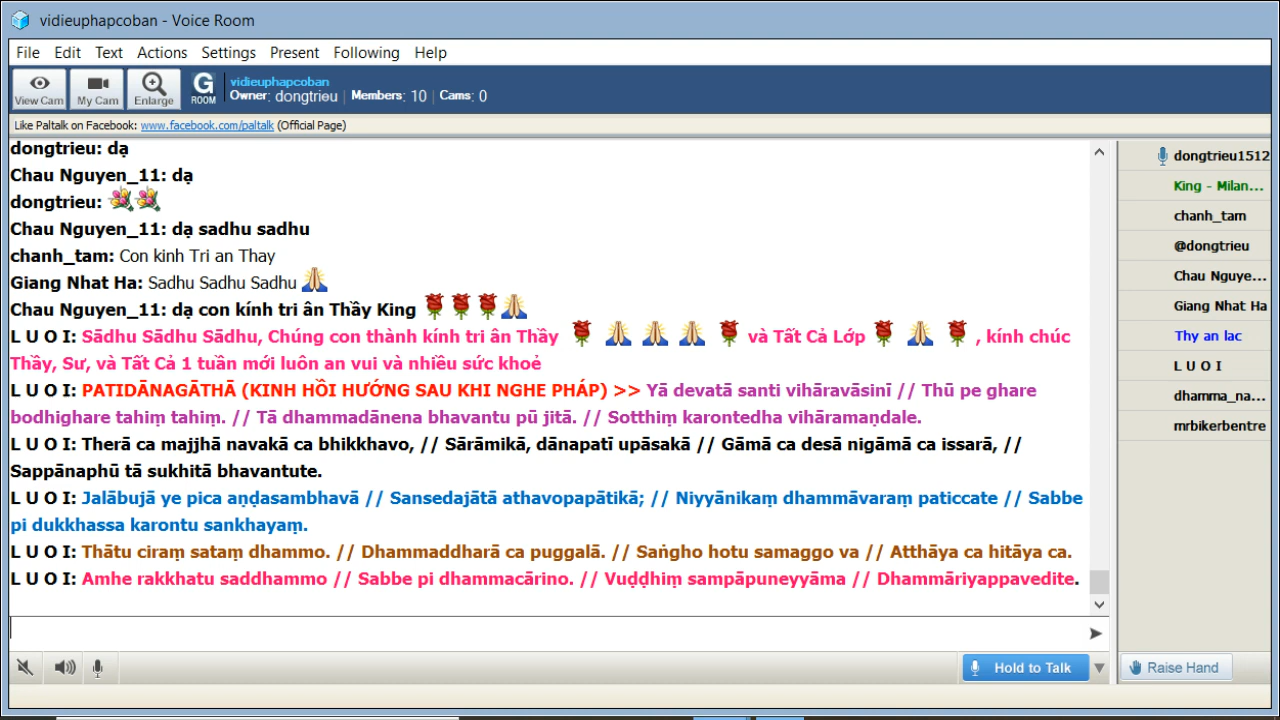 vidieuphapcoban - Voice Room
File Edit Text Actions Settings Present Following Help
View Cam My Cam Enlarge G ROOM
vidieuphapcoban
Owner: dongtrieu | Members: 10 | Cams: 0
Like Paltalk on Facebook: www.facebook.com/paltalk (Official Page)
dongtrieu: dạ
Chau Nguyen_11: dạ
dongtrieu:
Chau Nguyen_11: dạ sadhu sadhu
chanh_tam: Con kinh Tri an Thay
Giang Nhat Ha: Sadhu Sadhu Sadhu
Chau Nguyen_11: dạ con kính tri ân Thầy King
L U O I: Sādhu Sādhu Sādhu, Chúng con thành kính tri ân Thầy và Tất Cả Lớp , kính chúc
Thầy, Sư, và Tất Cả 1 tuần mới luôn an vui và nhiều sức khoẻ
L U O I: PATIDĀNAGĀTHĀ (KINH HỒI HƯỚNG SAU KHI NGHE PHÁP) >> Yā devatā santi vihāravāsinī // Thū pe ghare
bodhighare tahiṃ tahiṃ. // Tā dhammadānena bhavantu pū jitā. // Sotthiṃ karontedha vihāramaṇdale.
L U O I: Therā ca majjhā navakā ca bhikkhavo, // Sārāmikā, dānapatī upāsakā // Gāmā ca desā nigāmā ca issarā, //
Sappānaphū tā sukhitā bhavantute.
L U O I: Jalābujā ye pica aṇḍasambhavā // Sansedajātā athavopapātikā; // Niyyānikaṃ dhammāvaraṃ paticcate // Sabbe
pi dukkhassa karontu sankhayaṃ.
L U O I: Thātu ciraṃ sataṃ dhammo. // Dhammaddharā ca puggalā. // Saṅgho hotu samaggo va // Atthāya ca hitāya ca.
L U O I: Amhe rakkhatu saddhammo // Sabbe pi dhammacārino. // Vuḍḍhiṃ sampāpuneyyāma // Dhammāriyappavedite.
dongtrieu1512
King - Milan...
chanh_tam
@dongtrieu
Chau Nguye...
Giang Nhat Ha
Thy an lac
L U O I
dhamma_na...
mrbikerbentre
Hold to Talk
Raise Hand